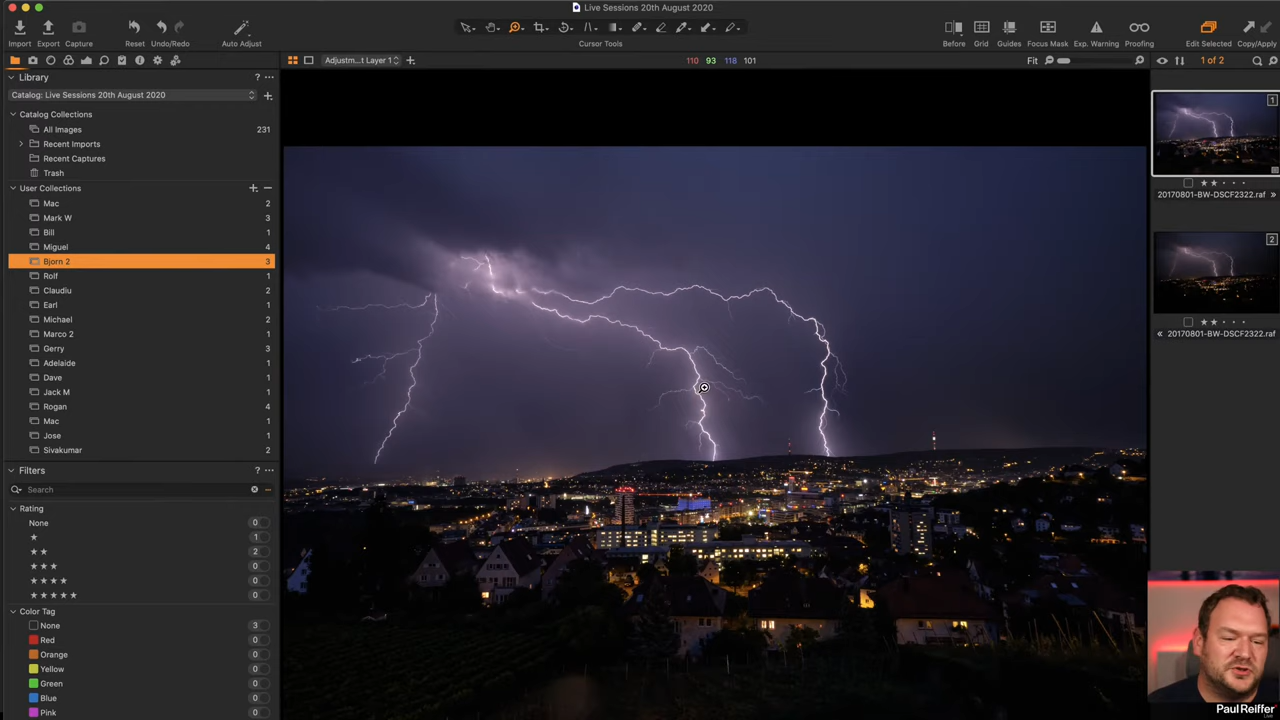 Live Sessions 20th August 2020
Import
Export
Capture
Reset
Undo/Redo
Auto Adjust
Cursor Tools
Before
Grid
Guides
Focus Mask
Exp. Warning
Proofing
Edit Selected
Copy/Apply
Adjustm...t Layer 1
110 93 118 101
Fit
1 of 2
Library
?
Catalog: Live Sessions 20th August 2020
Catalog Collections
All Images 231
Recent Imports
Recent Captures
Trash
User Collections
Mac 2
Mark W 3
Bill 1
Miguel 4
Bjorn 2 3
Rolf 1
Claudiu 2
Earl 1
Michael 2
Marco 2 1
Gerry 3
Adelaide 1
Dave 1
Jack M 1
Rogan 4
Mac 1
Jose 1
Sivakumar 2
Filters
?
Search
Rating
None 0
★ 1
★ ★ 2
★ ★ ★ 0
★ ★ ★ ★ 0
★ ★ ★ ★ ★ 0
Color Tag
None 3
Red 0
Orange 0
Yellow 0
Green 0
Blue 0
Pink 0
1
20170801-BW-DSCF2322.raf »
2
« 20170801-BW-DSCF2322.raf
Paul Reiffer
Live